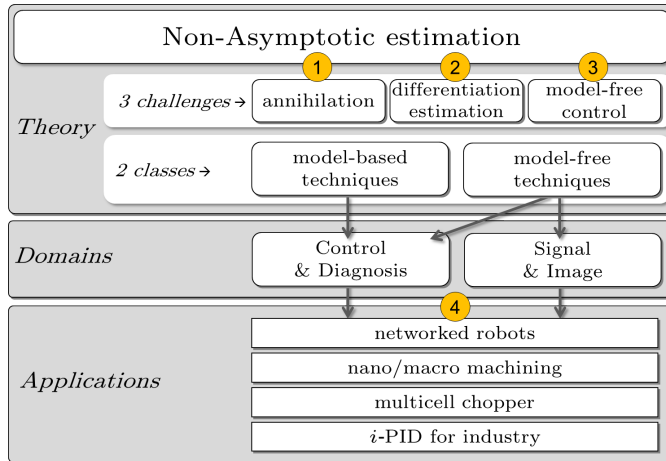 Non-Asymptotic estimation
1
2
3
Theory
3 challenges →
annihilation
differentiation
estimation
model-free
control
2 classes →
model-based
techniques
model-free
techniques
Domains
Control
& Diagnosis
Signal
& Image
4
Applications
networked robots
nano/macro machining
multicell chopper
i-PID for industry